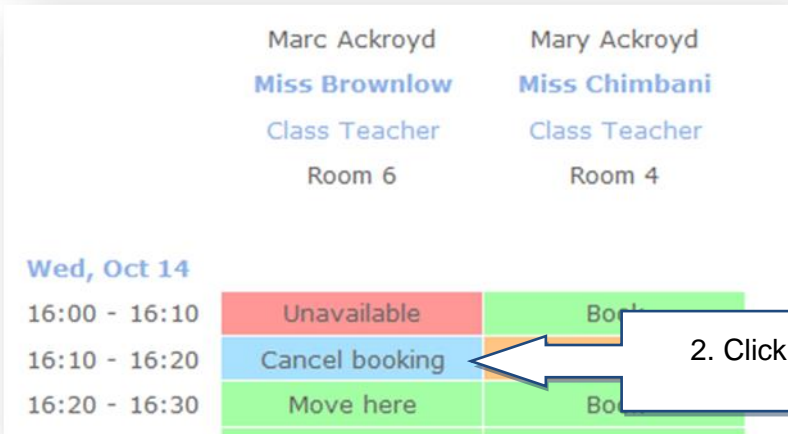 Marc Ackroyd Mary Ackroyd
Miss Brownlow Miss Chimbani
Class Teacher Class Teacher
Room 6 Room 4
Wed, Oct 14
16:00 - 16:10 Unavailable
16:10 - 16:20 Cancel booking 2. Click
16:20 - 16:30 Move here